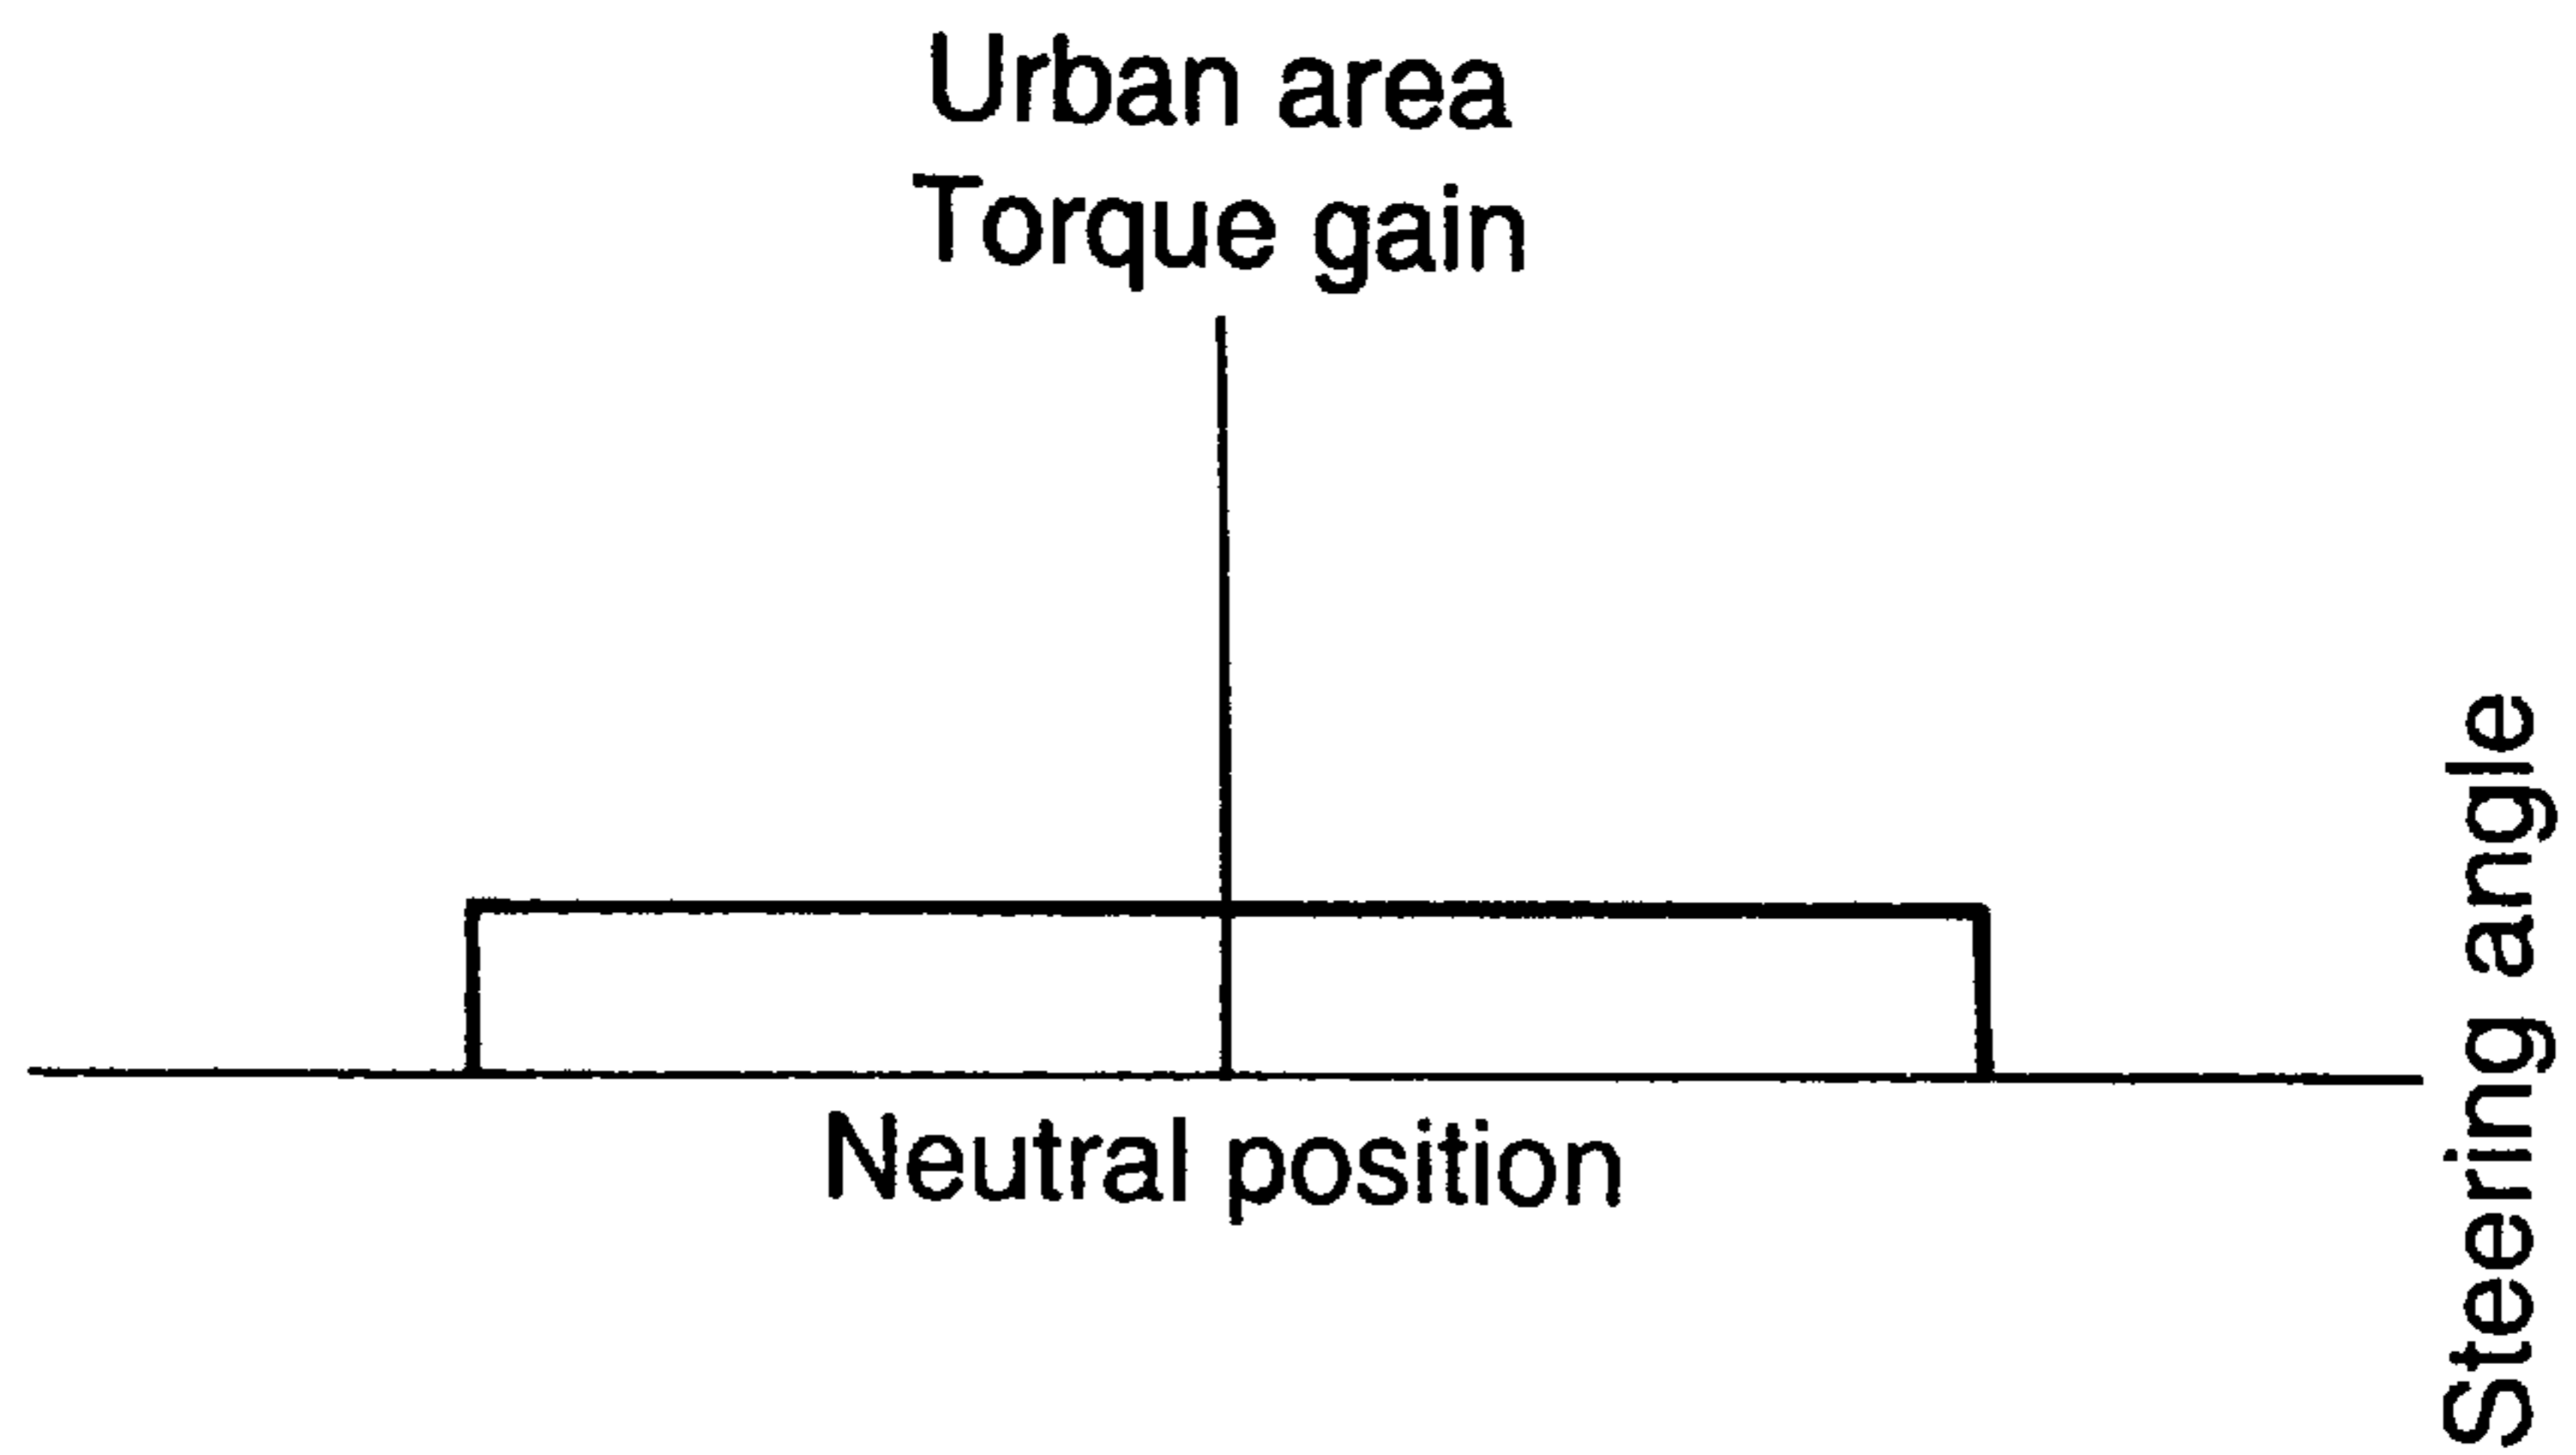 Urban area
Torque gain
Neutral position
Steering angle